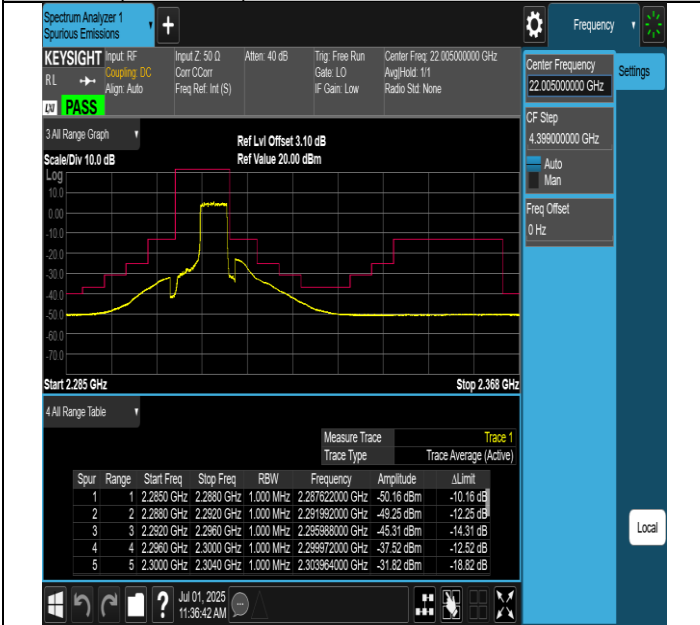 Spectrum Analyzer 1
Spurious Emissions
+
Frequency
KEYSIGHT Input: RF Input Z: 50 Ω Atten: 40 dB Trig: Free Run Center Freq: 22.005000000 GHz
RL Coupling: DC Corr CCorr Gate: LO Avg|Hold: 1/1
Align: Auto Freq Ref: Int (S) IF Gain: Low Radio Std: None
LXI PASS
Center Frequency
22.005000000 GHz
Settings
CF Step
4.399000000 GHz
Auto
Man
Freq Offset
0 Hz
3 All Range Graph
Ref Lvl Offset 3.10 dB
Scale/Div 10.0 dB Ref Value 20.00 dBm
Log
10.0
0.00
-10.0
-20.0
-30.0
-40.0
-50.0
-60.0
-70.0
Start 2.285 GHz Stop 2.368 GHz
4 All Range Table
Measure Trace Trace 1
Trace Type Trace Average (Active)
Spur Range Start Freq Stop Freq RBW Frequency Amplitude ΔLimit
1 1 2.2850 GHz 2.2880 GHz 1.000 MHz 2.287622000 GHz -50.16 dBm -10.16 dB
2 2 2.2880 GHz 2.2920 GHz 1.000 MHz 2.291992000 GHz -49.25 dBm -12.25 dB
3 3 2.2920 GHz 2.2960 GHz 1.000 MHz 2.295988000 GHz -45.31 dBm -14.31 dB
4 4 2.2960 GHz 2.3000 GHz 1.000 MHz 2.299972000 GHz -37.52 dBm -12.52 dB
5 5 2.3000 GHz 2.3040 GHz 1.000 MHz 2.303964000 GHz -31.82 dBm -18.82 dB
Local
?
Jul 01, 2025
11:36:42 AM